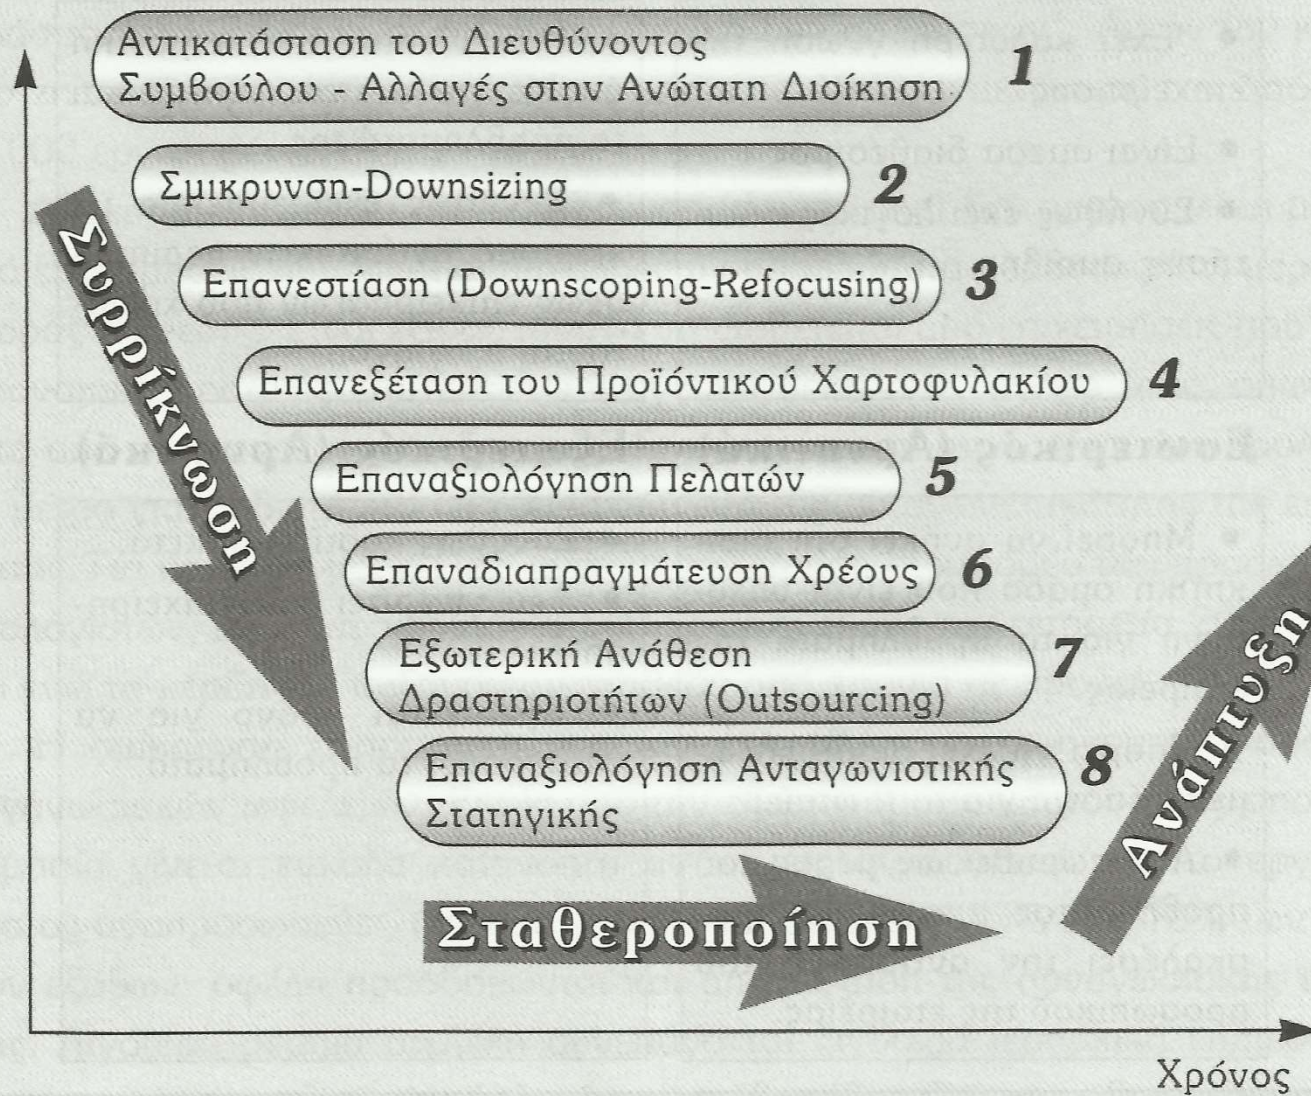 Αντικατάσταση του Διευθύνοντος
Συμβούλου - Αλλαγές στην Ανώτατη Διοίκηση
1
Σμικρυνση-Downsizing
2
Επανεστίαση (Downscoping-Refocusing)
3
Επανεξέταση του Προϊόντικού Χαρτοφυλακίου
4
Επαναξιολόγηση Πελατών
5
Επαναδιαπραγμάτευση Χρέους
6
Εξωτερική Ανάθεση
Δραστηριοτήτων (Outsourcing)
7
Επαναξιολόγηση Ανταγωνιστικής
Στατηγικής
8
Συρρίκνωση
Σταθεροποίηση
Ανάπτυξη
Χρόνος